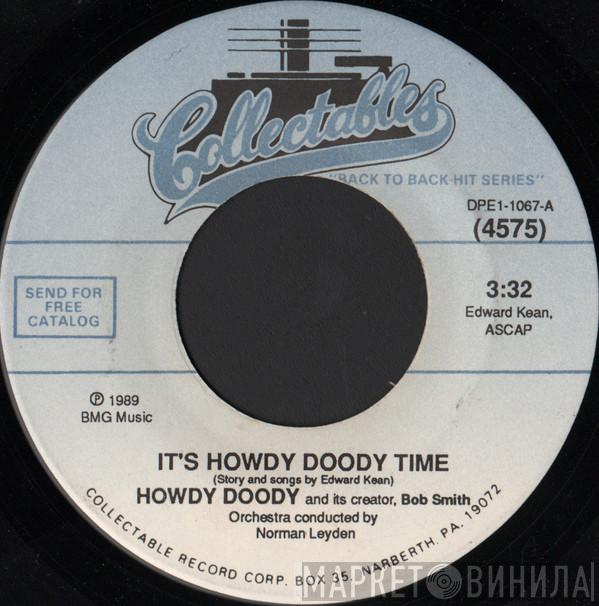 Collectables
"BACK TO BACK HIT SERIES"
DPE1-1067-A
(4575)
SEND FOR
FREE
CATALOG
3:32
Edward Kean,
ASCAP
℗ 1989
BMG Music
IT'S HOWDY DOODY TIME
(Story and songs by Edward Kean)
HOWDY DOODY and its creator, Bob Smith
Orchestra conducted by
Norman Leyden
COLLECTABLE RECORD CORP. BOX 35, NARBERTH, PA. 19072
МАРКЕТ ВИНИЛА